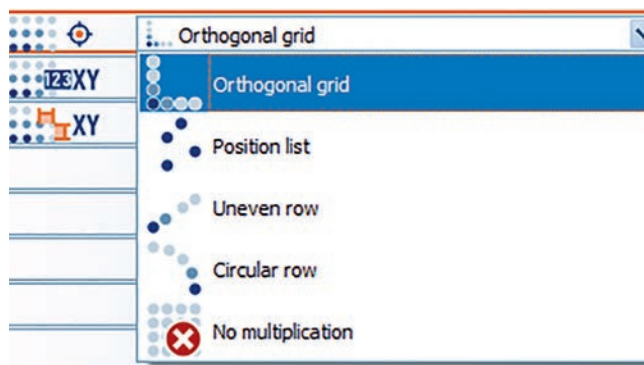 Orthogonal grid
123XY
Orthogonal grid
XY
Position list
Uneven row
Circular row
No multiplication